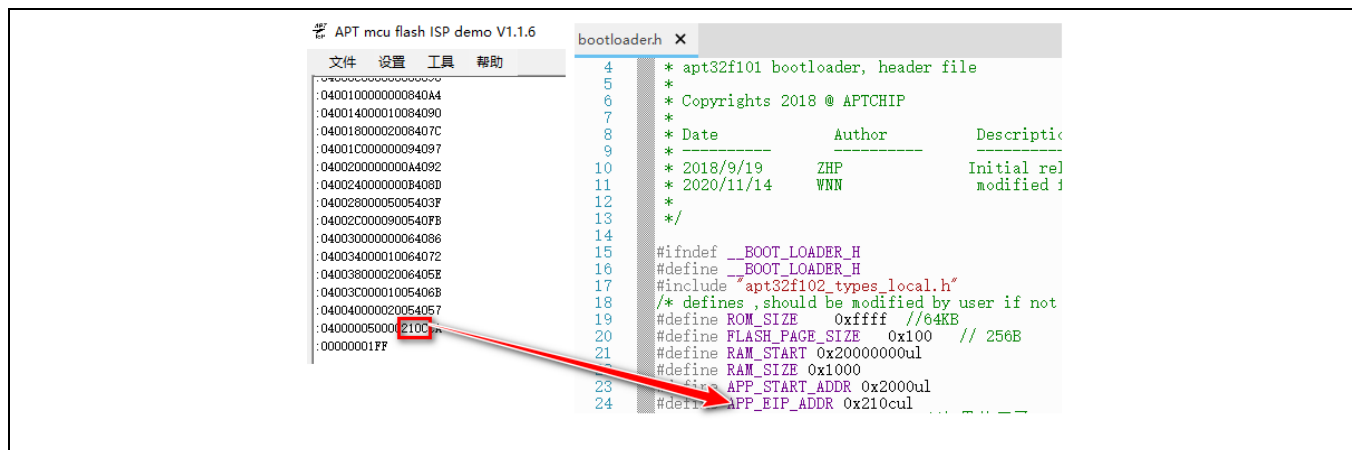 APT mcu flash ISP demo V1.1.6
文件 设置 工具 帮助
:0400100000000840A4
:040014000010084090
:04001800002008407C
:04001C000000094097
:0400200000000A4092
:0400240000000B408D
:04002800005005403F
:04002C0000900540FB
:040030000000064086
:040034000010064072
:04003800002006405E
:04003C00001005406B
:040040000020054057
:040000050000210C
:00000001FF
bootloader.h ×
4 * apt32f101 bootloader, header file
5 *
6 * Copyrights 2018 @ APTCHIP
7 *
8 * Date Author
9 * ---------- ---------- ----------
10 * 2018/9/19 ZHP Initial
11 * 2020/11/14 WNN modified
12 *
13 */
14
15 #ifndef __BOOT_LOADER_H
16 #define __BOOT_LOADER_H
17 #include "apt32f102_types_local.h"
18 /* defines ,should be modified by user if not
19 #define ROM_SIZE 0xffff //64KB
20 #define FLASH_PAGE_SIZE 0x100 // 256B
21 #define RAM_START 0x20000000ul
22 #define RAM_SIZE 0x1000
23 #define APP_START_ADDR 0x2000ul
24 #define APP_EIP_ADDR 0x210cul